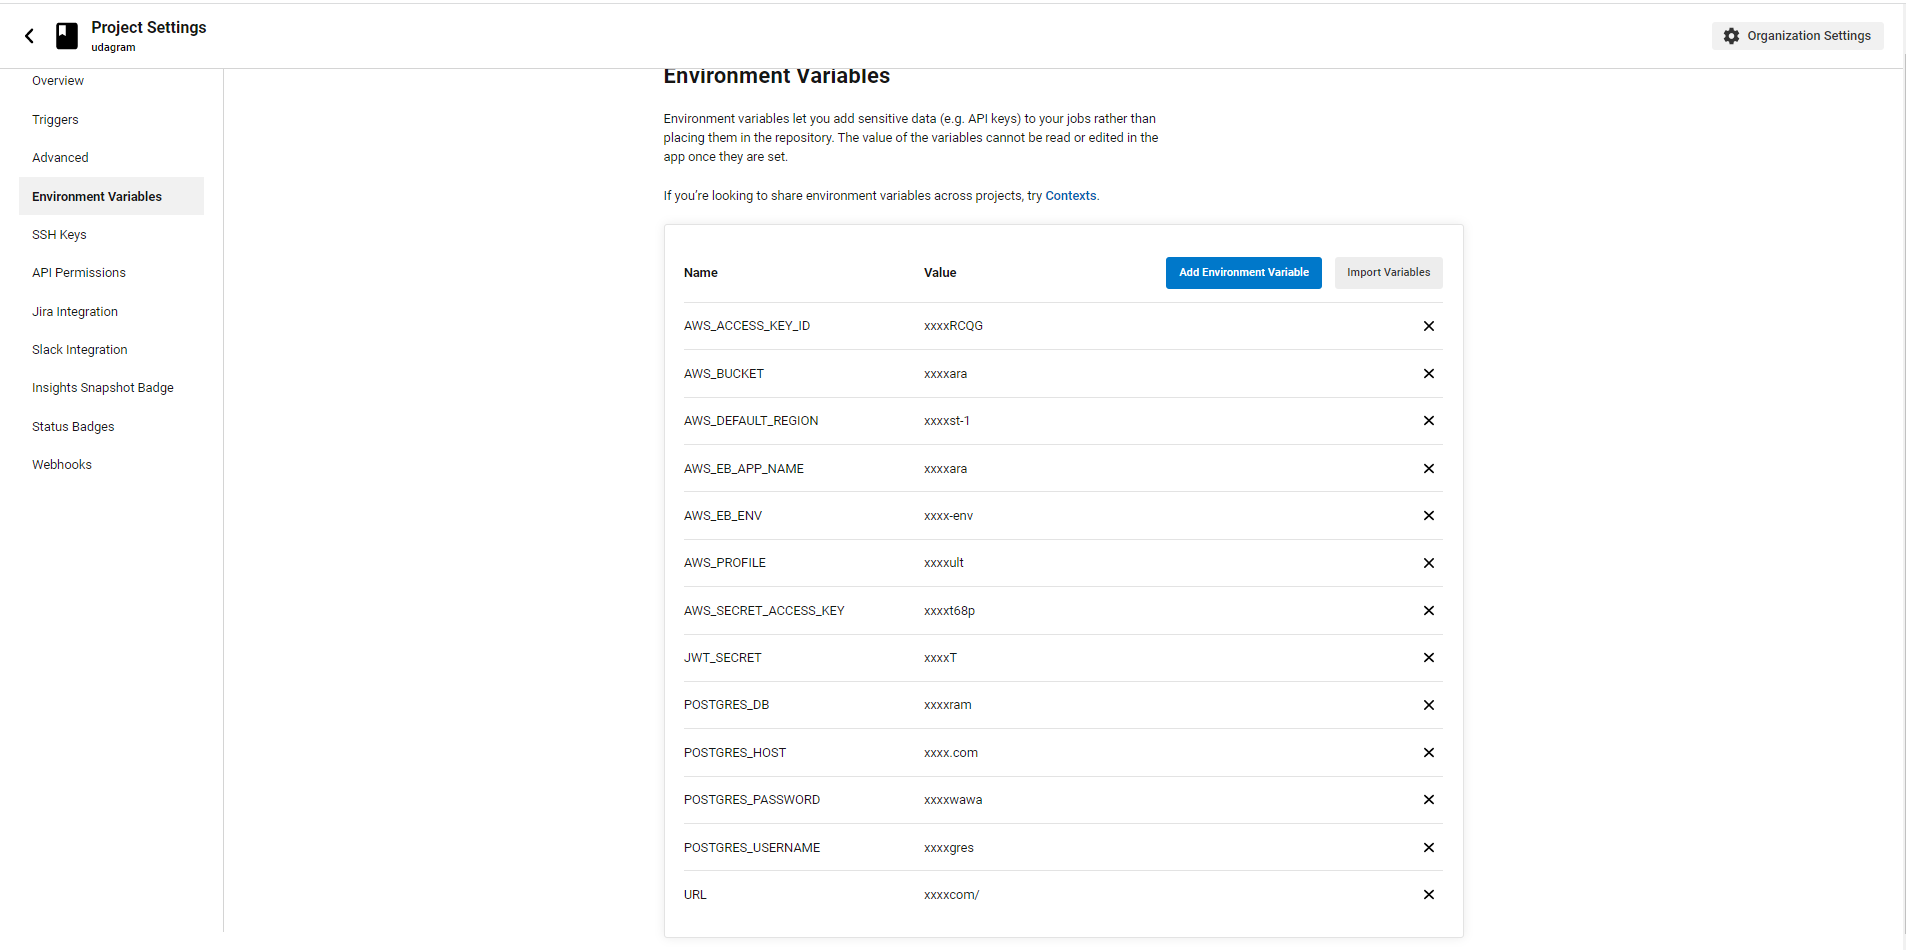 Project Settings
udagram
Organization Settings
Overview
Triggers
Advanced
Environment Variables
SSH Keys
API Permissions
Jira Integration
Slack Integration
Insights Snapshot Badge
Status Badges
Webhooks
Environment Variables
Environment variables let you add sensitive data (e.g. API keys) to your jobs rather than
placing them in the repository. The value of the variables cannot be read or edited in the
app once they are set.
If you’re looking to share environment variables across projects, try Contexts.
Name Value Add Environment Variable Import Variables
AWS_ACCESS_KEY_ID xxxxRCQG
AWS_BUCKET xxxxara
AWS_DEFAULT_REGION xxxxst-1
AWS_EB_APP_NAME xxxxara
AWS_EB_ENV xxxx-env
AWS_PROFILE xxxxult
AWS_SECRET_ACCESS_KEY xxxxt68p
JWT_SECRET xxxxT
POSTGRES_DB xxxxram
POSTGRES_HOST xxxx.com
POSTGRES_PASSWORD xxxxwawa
POSTGRES_USERNAME xxxxgres
URL xxxxcom/